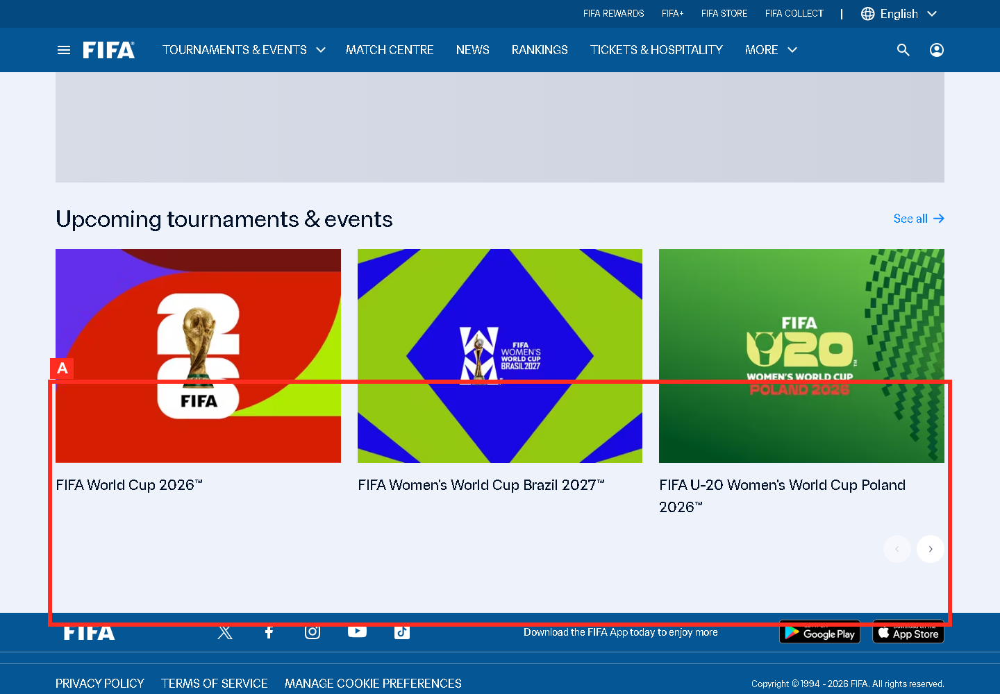 FIFA REWARDS FIFA+ FIFA STORE FIFA COLLECT | English
FIFA TOURNAMENTS & EVENTS MATCH CENTRE NEWS RANKINGS TICKETS & HOSPITALITY MORE
Upcoming tournaments & events
See all
FIFA
FIFA
WOMEN'S
WORLD CUP
BRASIL 2027
FIFA
U20
WOMEN'S WORLD CUP
POLAND 2026
A
FIFA World Cup 2026™
FIFA Women's World Cup Brazil 2027™
FIFA U-20 Women's World Cup Poland
2026™
FIFA
Download the FIFA App today to enjoy more
Google Play
App Store
PRIVACY POLICY TERMS OF SERVICE MANAGE COOKIE PREFERENCES
Copyright © 1994 - 2026 FIFA. All rights reserved.